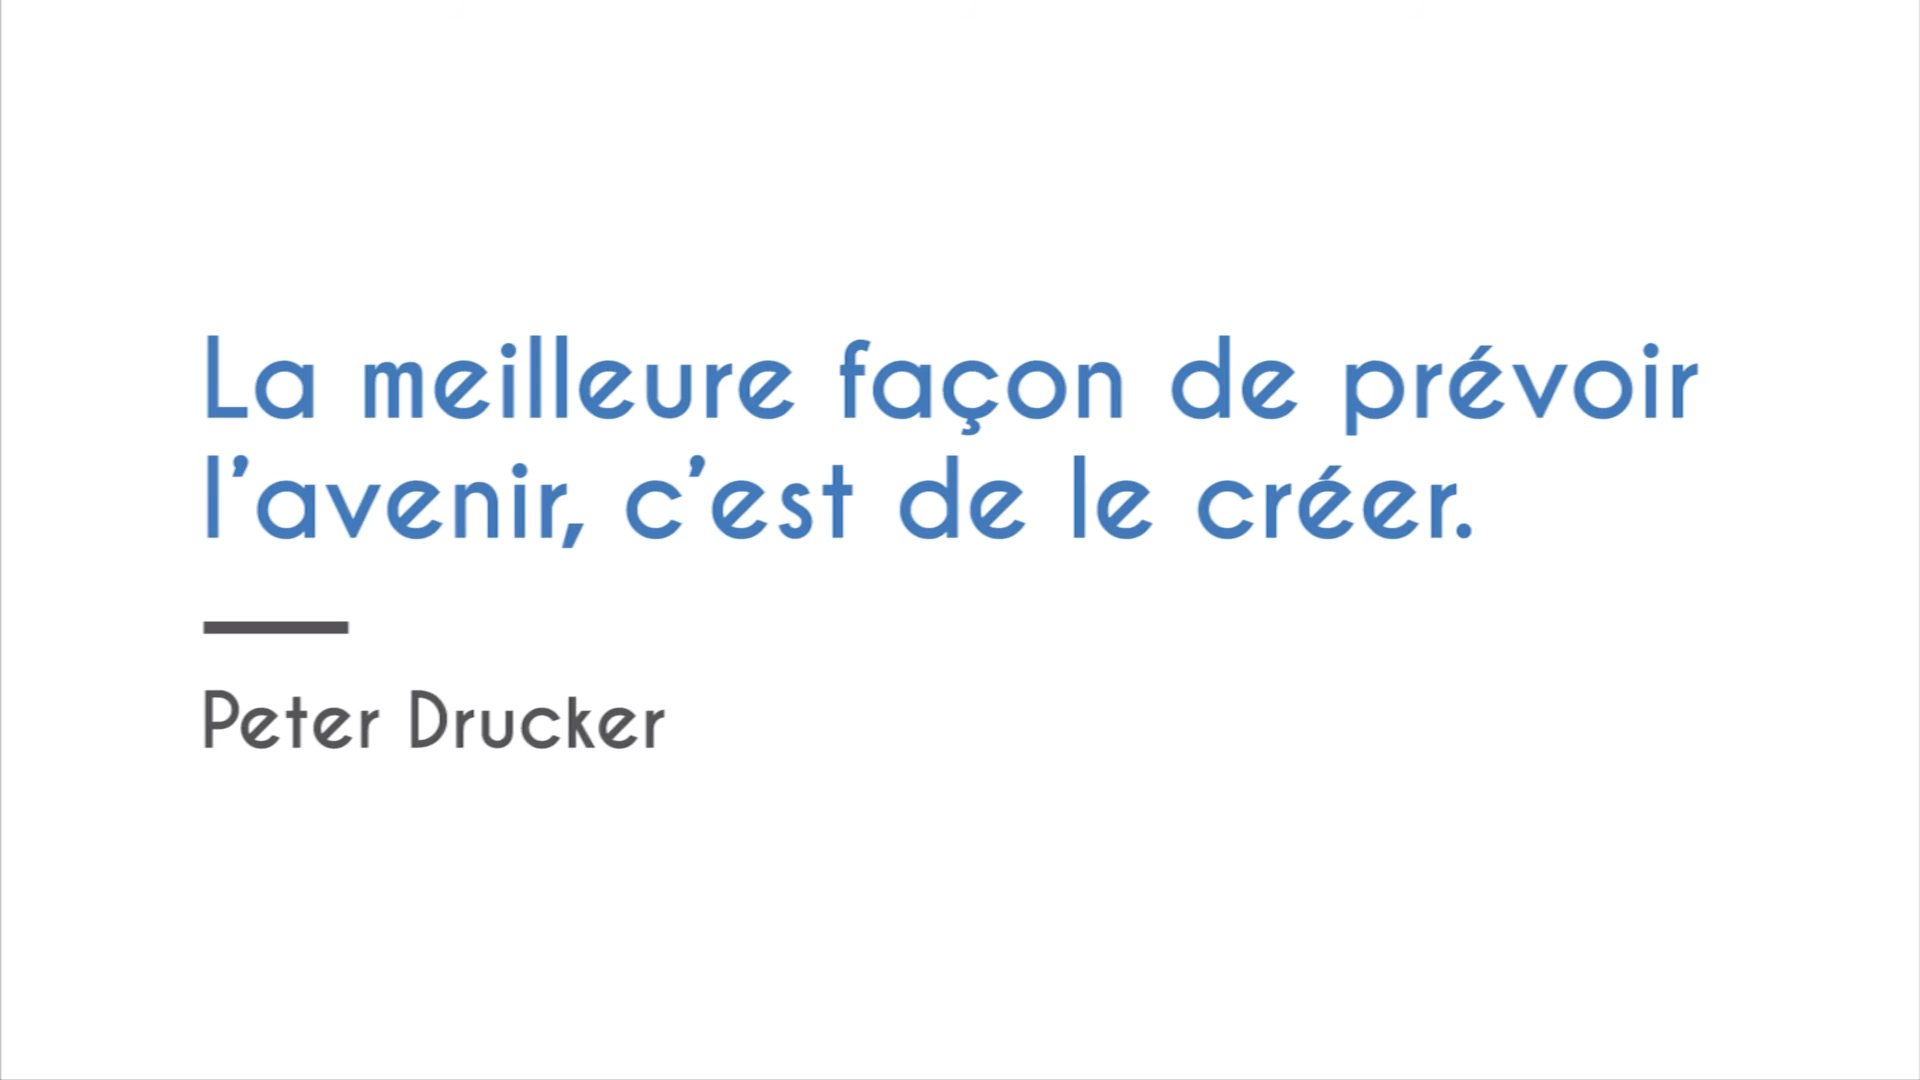 La meilleure façon de prévoir
l’avenir, c’est de le créer.
Peter Drucker